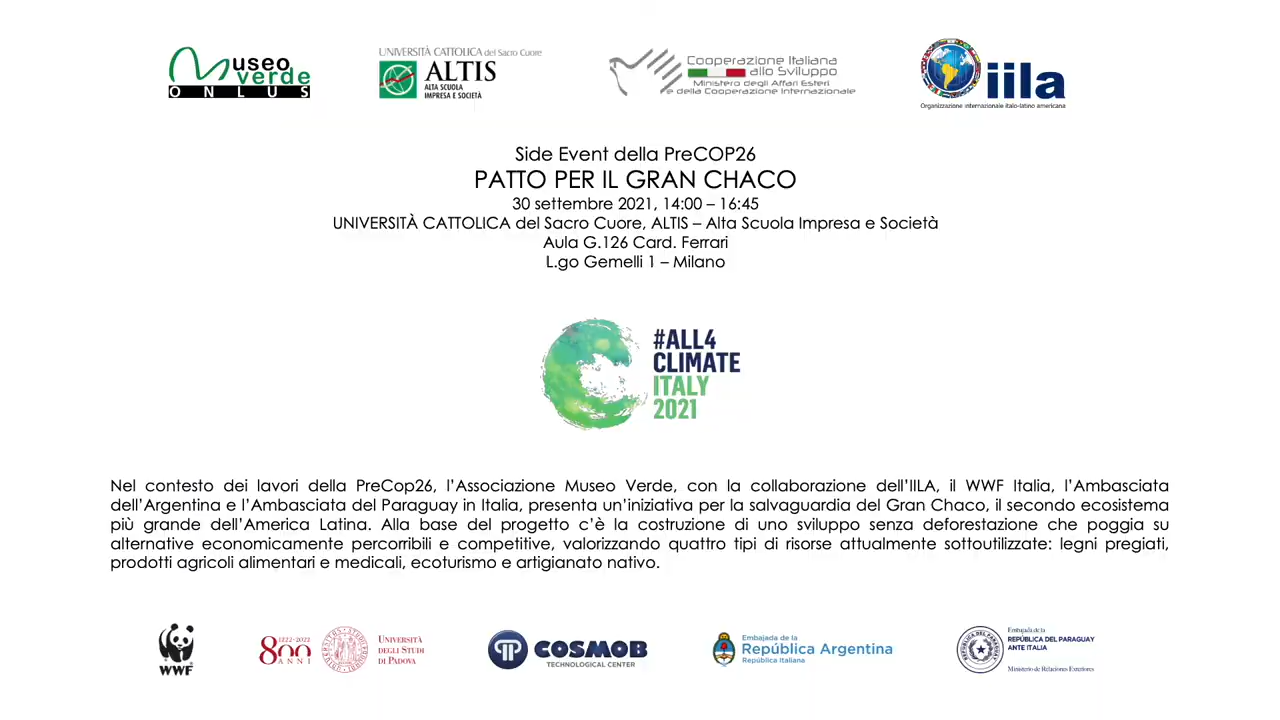 Museo
verde
ONLUS
UNIVERSITÀ CATTOLICA del Sacro Cuore
ALTIS
ALTA SCUOLA
IMPRESA E SOCIETÀ
Cooperazione Italiana
allo Sviluppo
Ministero degli Affari Esteri
e della Cooperazione Internazionale
iila
Organizzazione internazionale italo-latino americana
Side Event della PreCOP26
PATTO PER IL GRAN CHACO
30 settembre 2021, 14:00 – 16:45
UNIVERSITÀ CATTOLICA del Sacro Cuore, ALTIS – Alta Scuola Impresa e Società
Aula G.126 Card. Ferrari
L.go Gemelli 1 – Milano
#ALL4
CLIMATE
ITALY
2021
Nel contesto dei lavori della PreCop26, l’Associazione Museo Verde, con la collaborazione dell’IILA, il WWF Italia, l’Ambasciata
dell’Argentina e l’Ambasciata del Paraguay in Italia, presenta un’iniziativa per la salvaguardia del Gran Chaco, il secondo ecosistema
più grande dell’America Latina. Alla base del progetto c’è la costruzione di uno sviluppo senza deforestazione che poggia su
alternative economicamente percorribili e competitive, valorizzando quattro tipi di risorse attualmente sottoutilizzate: legni pregiati,
prodotti agricoli alimentari e medicali, ecoturismo e artigianato nativo.
WWF
1222-2022
800
ANNI
UNIVERSITÀ
DEGLI STUDI
DI PADOVA
COSMOB
TECHNOLOGICAL CENTER
Embajada de la
República Argentina
República Italiana
Embajada de la
REPÚBLICA DEL PARAGUAY
ANTE ITALIA
Ministerio de Relaciones Exteriores